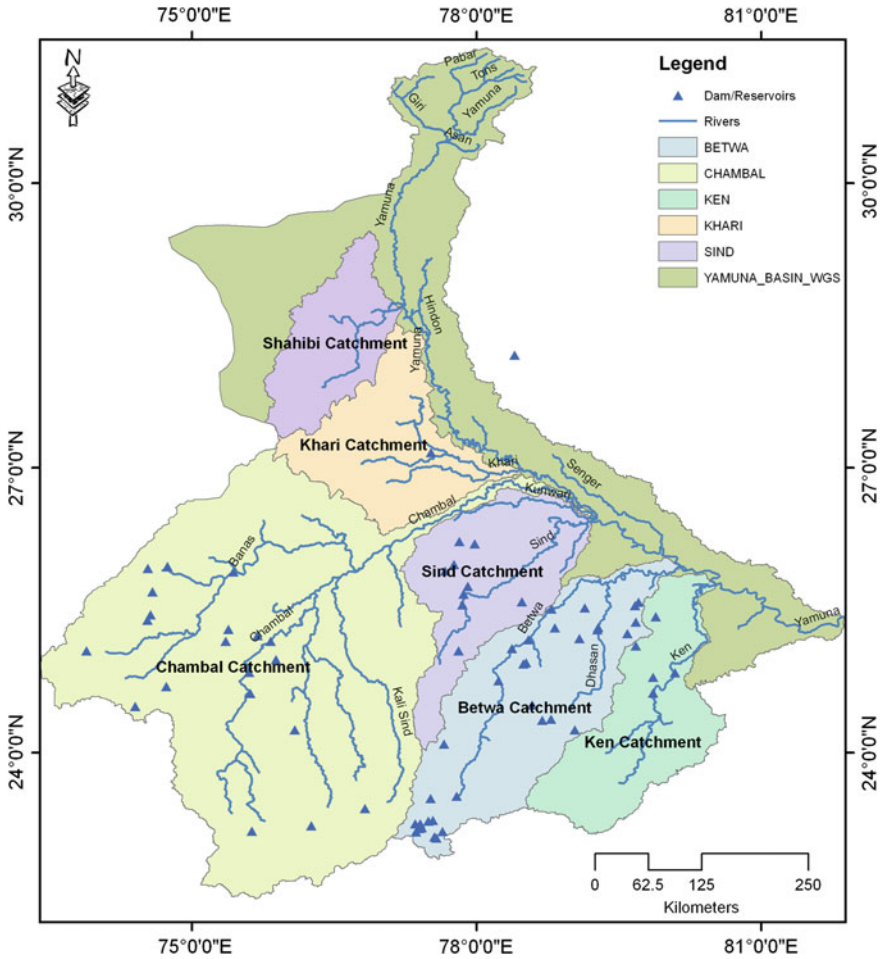 75°0'0"E
78°0'0"E
81°0'0"E
N
Legend
Dam/Reservoirs
Rivers
BETWA
CHAMBAL
KEN
KHARI
SIND
YAMUNA_BASIN_WGS
Pabar
Tons
Giri
Yamuna
Asan
30°0'0"N
30°0'0"N
Yamuna
Hindon
Yamuna
Shahibi Catchment
Khari Catchment
27°0'0"N
27°0'0"N
Khari
Senger
Kunwari
Chambal
Banas
Sind
Sind Catchment
Betwa
Chambal
Yamuna
Ken
Dhasan
Chambal Catchment
Kali Sind
Betwa Catchment
Ken Catchment
24°0'0"N
24°0'0"N
0
62.5
125
250
Kilometers
75°0'0"E
78°0'0"E
81°0'0"E